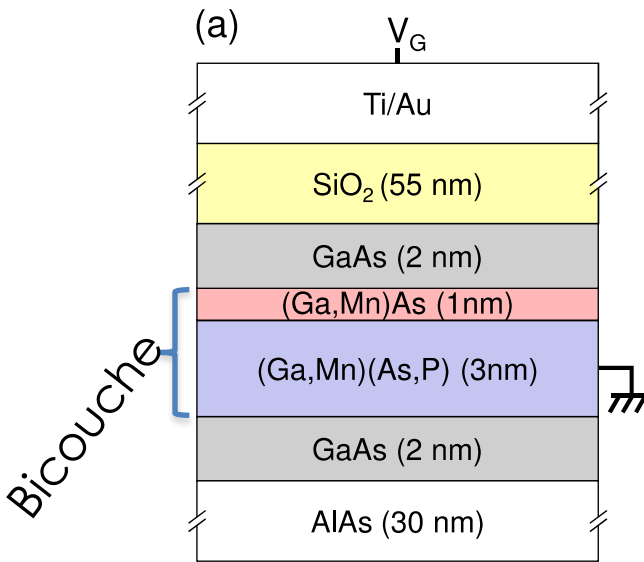 (a)
V_G
Ti/Au
SiO₂ (55 nm)
GaAs (2 nm)
(Ga,Mn)As (1nm)
(Ga,Mn)(As,P) (3nm)
Bicouche
GaAs (2 nm)
AlAs (30 nm)